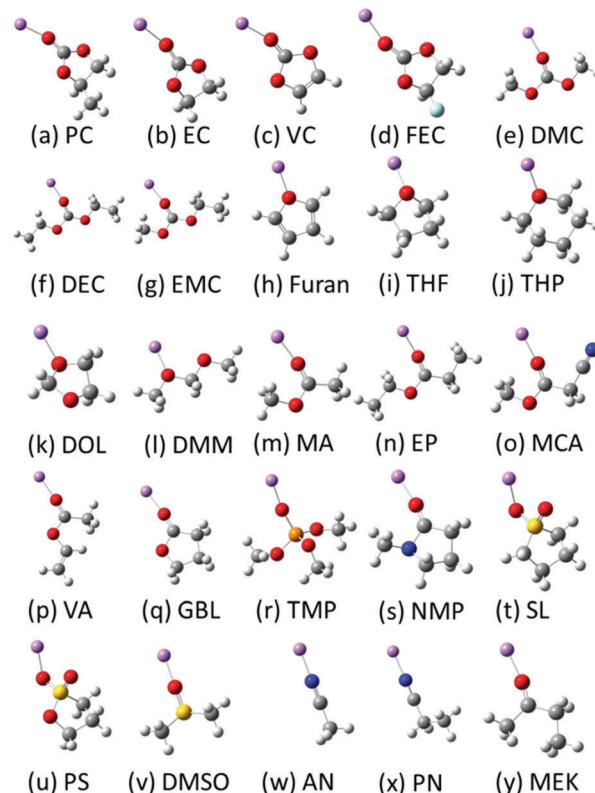 (a) PC (b) EC (c) VC (d) FEC (e) DMC
(f) DEC (g) EMC (h) Furan (i) THF (j) THP
(k) DOL (l) DMM (m) MA (n) EP (o) MCA
(p) VA (q) GBL (r) TMP (s) NMP (t) SL
(u) PS (v) DMSO (w) AN (x) PN (y) MEK